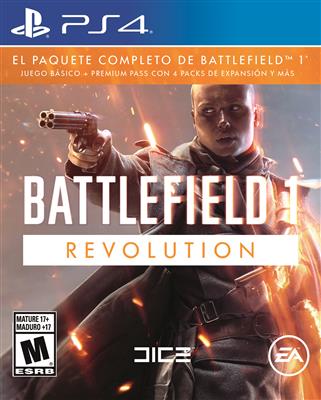 PS4
EL PAQUETE COMPLETO DE BATTLEFIELD™ 1*
JUEGO BÁSICO + PREMIUM PASS CON 4 PACKS DE EXPANSIÓN Y MÁS
BATTLEFIELD 1
REVOLUTION
MATURE 17+
MADURO +17
M
ESRB
DICE
EA